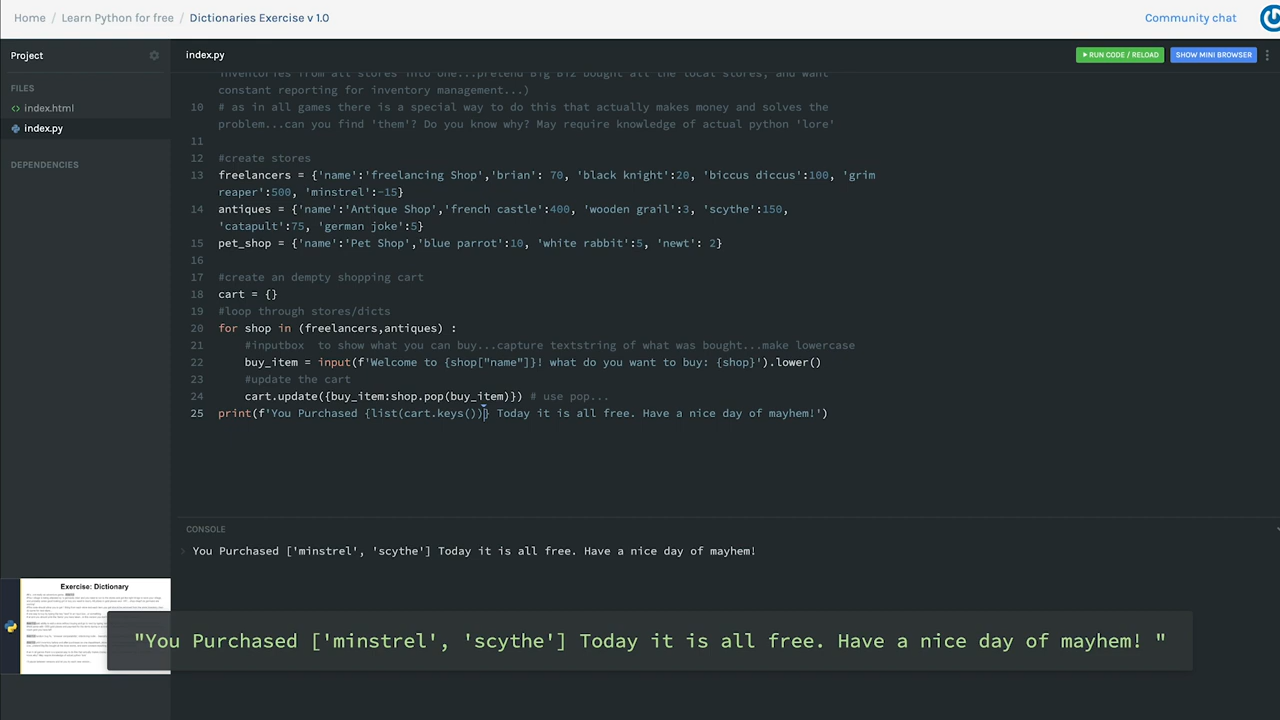 Home / Learn Python for free / Dictionaries Exercise v 1.0
Community chat
Project
index.py
RUN CODE / RELOAD
SHOW MINI BROWSER
FILES
index.html
index.py
DEPENDENCIES
inventories from all stores into one...pretend Big Biz bought all the local stores, and want
constant reporting for inventory management...)
10 # as in all games there is a special way to do this that actually makes money and solves the
problem...can you find 'them'? Do you know why? May require knowledge of actual python 'lore'
11
12 #create stores
13 freelancers = {'name':'freelancing Shop','brian': 70, 'black knight':20, 'biccus diccus':100, 'grim
reaper':500, 'minstrel':-15}
14 antiques = {'name':'Antique Shop','french castle':400, 'wooden grail':3, 'scythe':150,
'catapult':75, 'german joke':5}
15 pet_shop = {'name':'Pet Shop','blue parrot':10, 'white rabbit':5, 'newt': 2}
16
17 #create an dempty shopping cart
18 cart = {}
19 #loop through stores/dicts
20 for shop in (freelancers,antiques) :
21 #inputbox  to show what you can buy...capture textstring of what was bought...make lowercase
22 buy_item = input(f'Welcome to {shop["name"]}! what do you want to buy: {shop}').lower()
23 #update the cart
24 cart.update({buy_item:shop.pop(buy_item)}) # use pop...
25 print(f'You Purchased {list(cart.keys())} Today it is all free. Have a nice day of mayhem!')
CONSOLE
You Purchased ['minstrel', 'scythe'] Today it is all free. Have a nice day of mayhem!
Exercise: Dictionary
"You Purchased ['minstrel', 'scythe'] Today it is all free. Have a nice day of mayhem! "